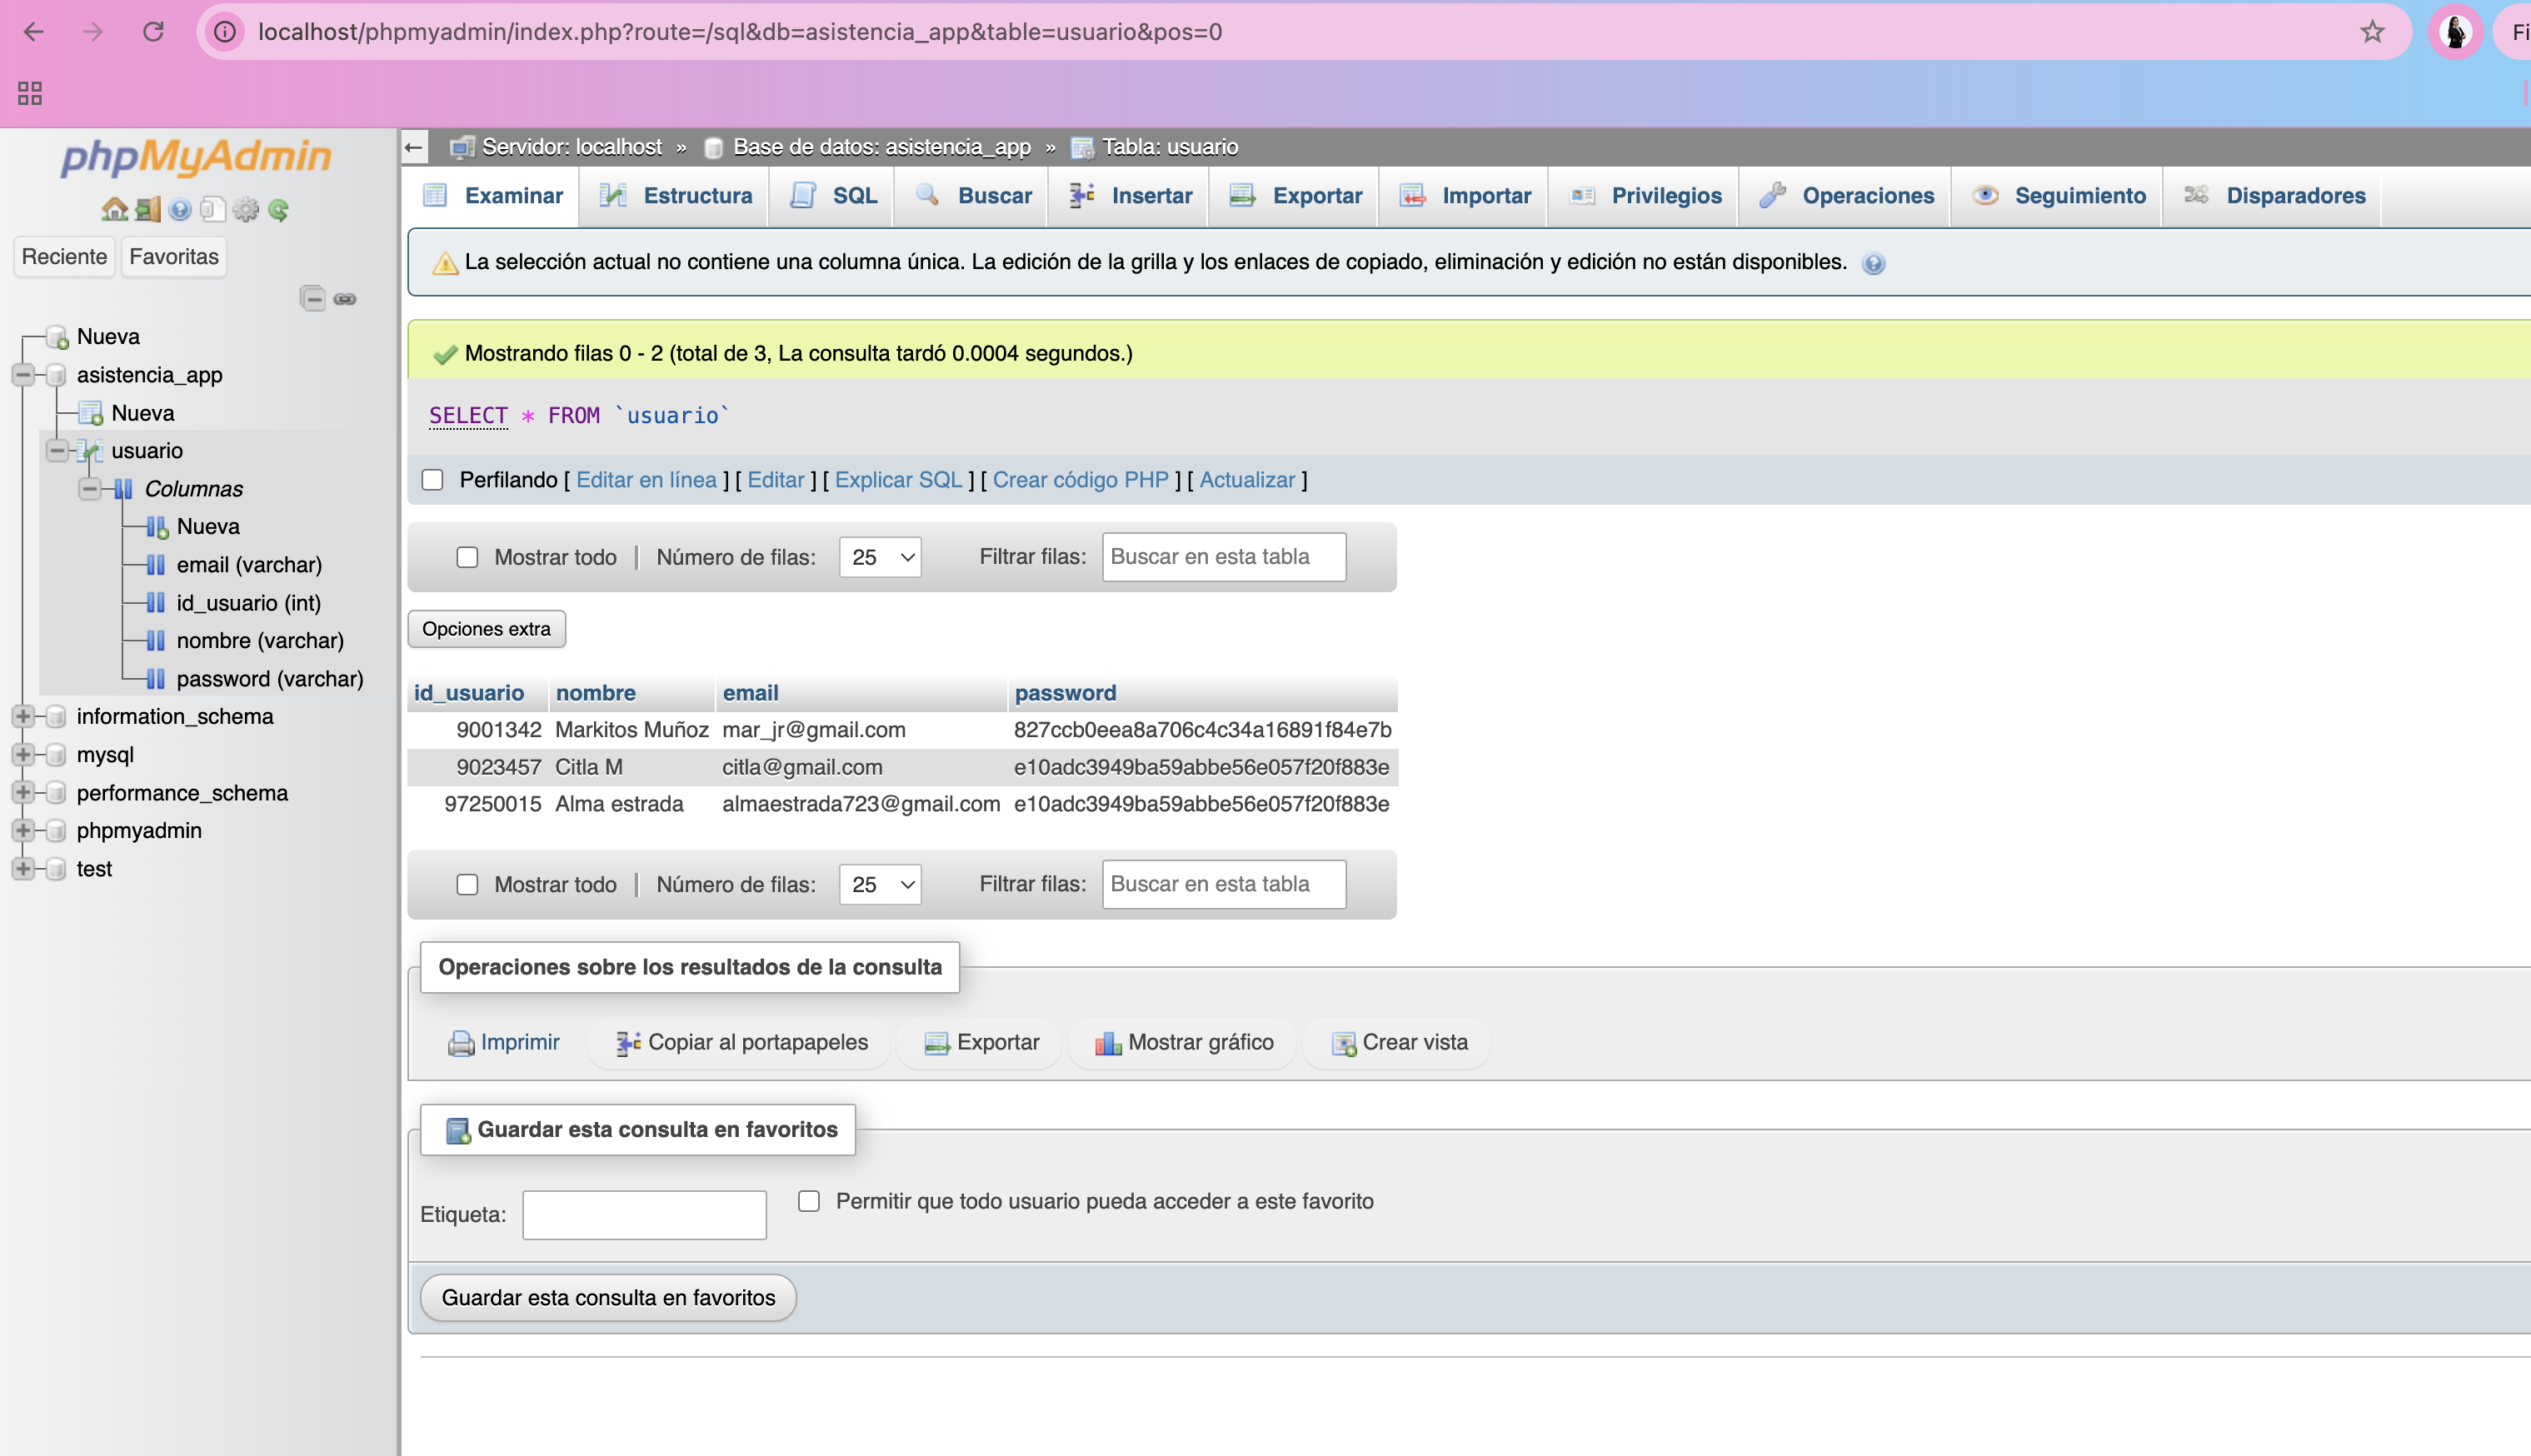 localhost/phpmyadmin/index.php?route=/sql&db=asistencia_app&table=usuario&pos=0
Fi
phpMyAdmin
Reciente Favoritas
Nueva
asistencia_app
Nueva
usuario
Columnas
Nueva
email (varchar)
id_usuario (int)
nombre (varchar)
password (varchar)
information_schema
mysql
performance_schema
phpmyadmin
test
Servidor: localhost » Base de datos: asistencia_app » Tabla: usuario
Examinar Estructura SQL Buscar Insertar Exportar Importar Privilegios Operaciones Seguimiento Disparadores
La selección actual no contiene una columna única. La edición de la grilla y los enlaces de copiado, eliminación y edición no están disponibles.
Mostrando filas 0 - 2 (total de 3, La consulta tardó 0.0004 segundos.)
SELECT * FROM `usuario`
Perfilando [ Editar en línea ] [ Editar ] [ Explicar SQL ] [ Crear código PHP ] [ Actualizar ]
Mostrar todo | Número de filas: 25 Filtrar filas: Buscar en esta tabla
Opciones extra
id_usuario nombre email password
9001342 Markitos Muñoz mar_jr@gmail.com 827ccb0eea8a706c4c34a16891f84e7b
9023457 Citla M citla@gmail.com e10adc3949ba59abbe56e057f20f883e
97250015 Alma estrada almaestrada723@gmail.com e10adc3949ba59abbe56e057f20f883e
Mostrar todo | Número de filas: 25 Filtrar filas: Buscar en esta tabla
Operaciones sobre los resultados de la consulta
Imprimir Copiar al portapapeles Exportar Mostrar gráfico Crear vista
Guardar esta consulta en favoritos
Etiqueta: Permitir que todo usuario pueda acceder a este favorito
Guardar esta consulta en favoritos